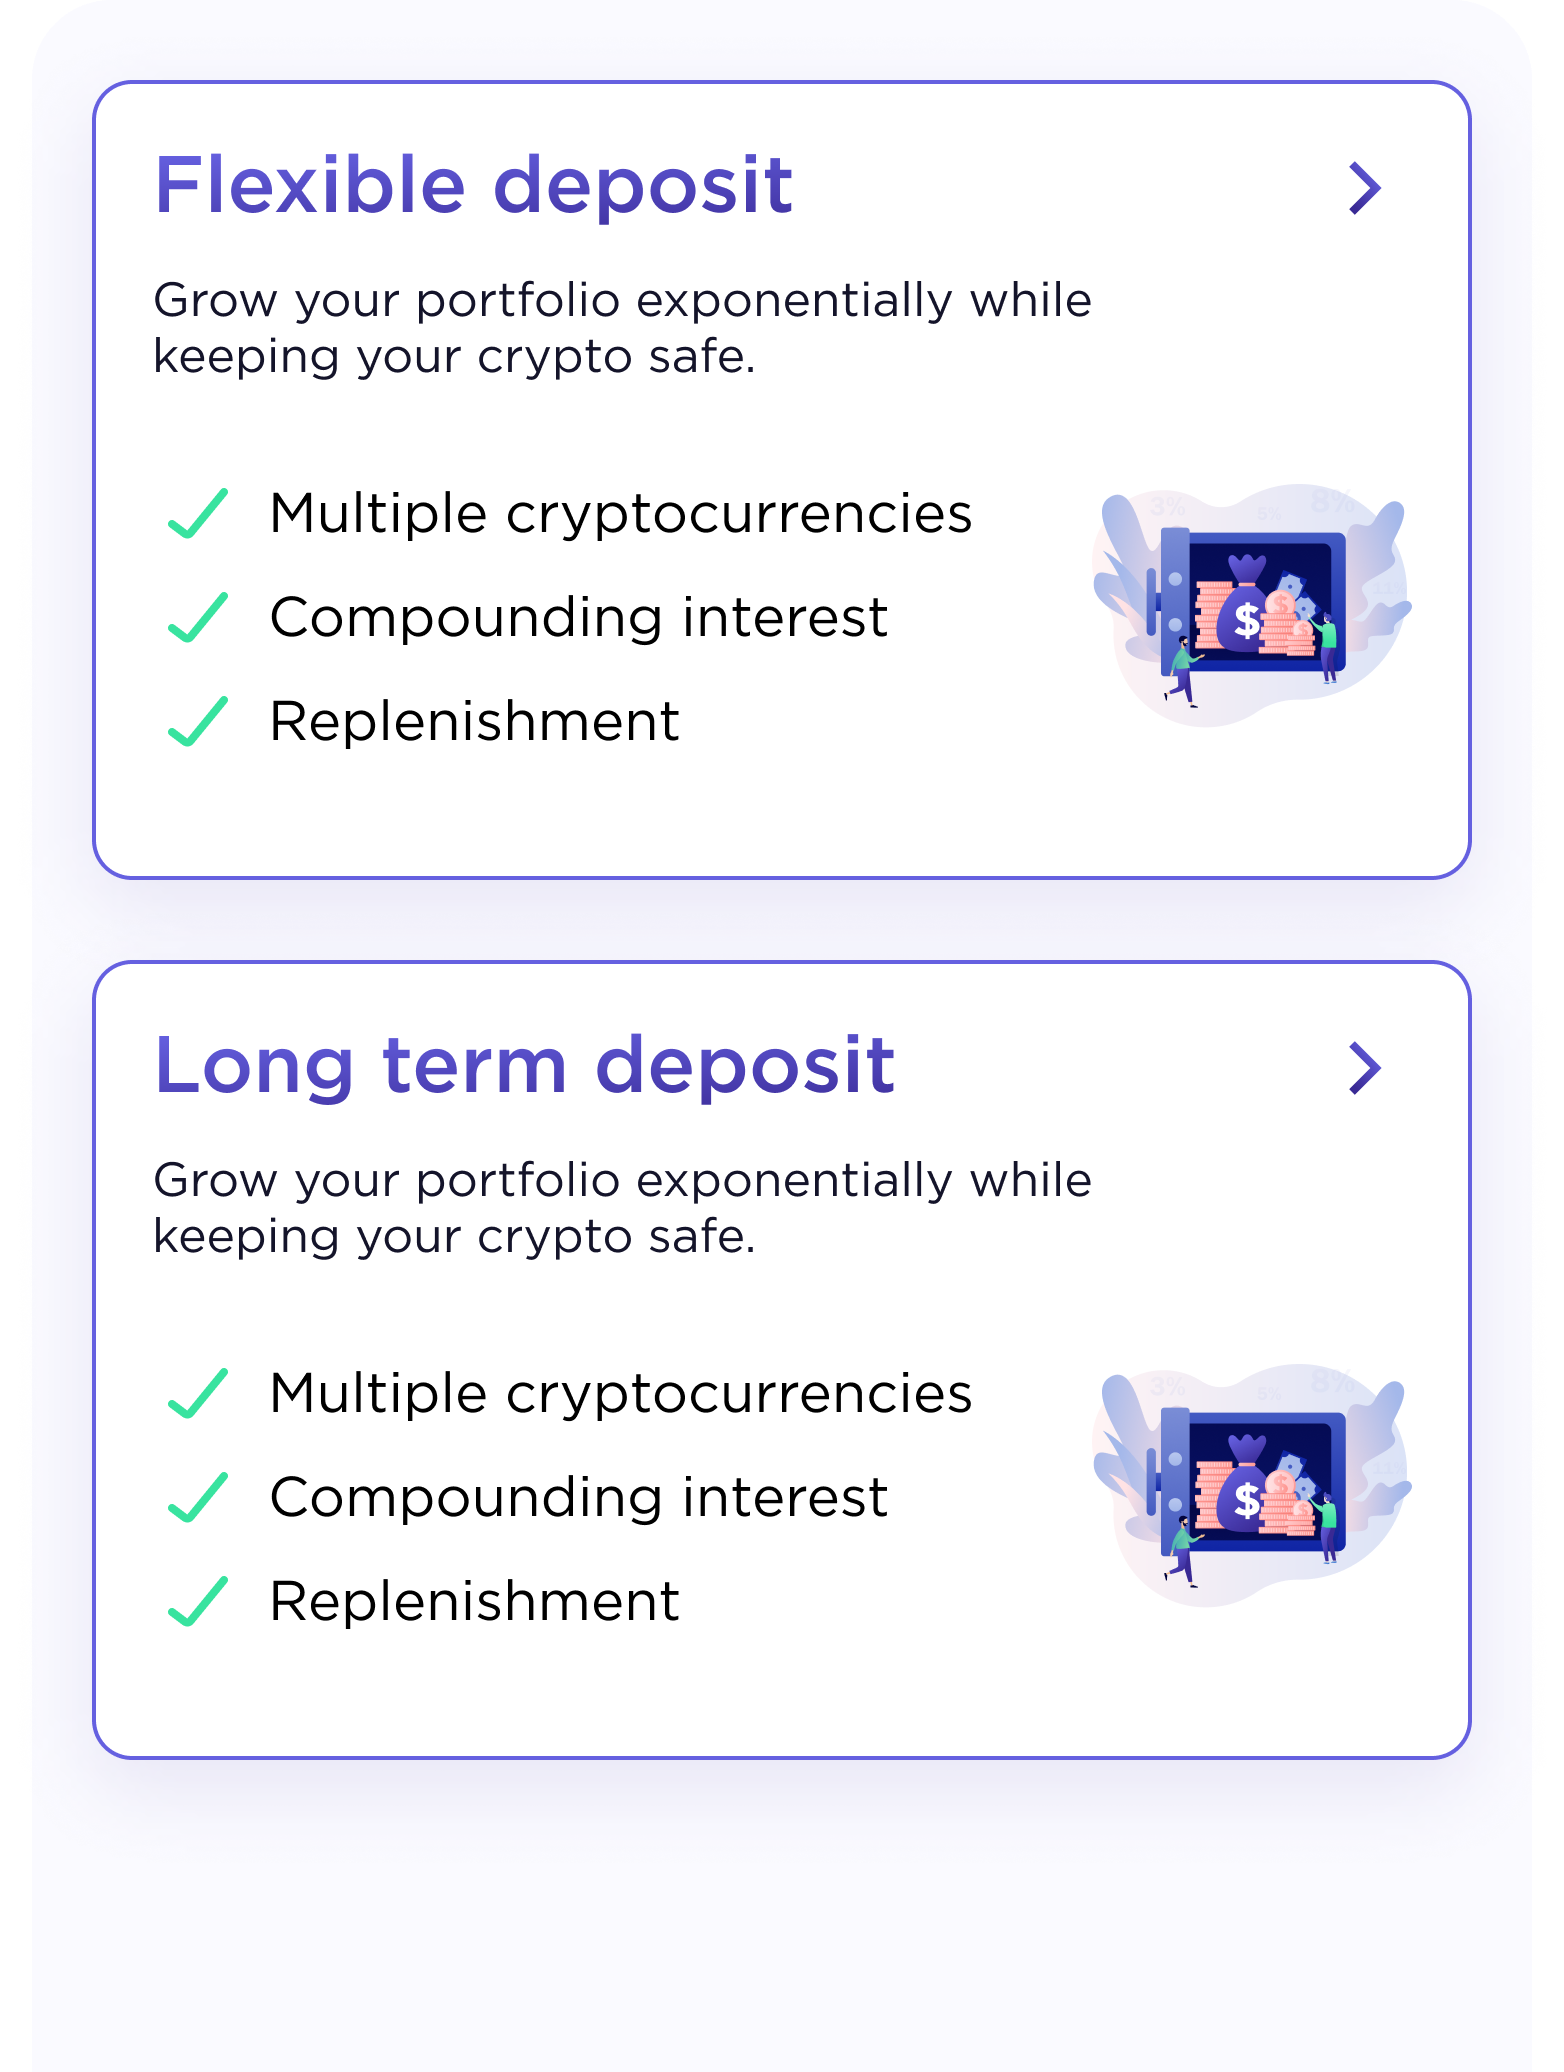 Flexible deposit
Grow your portfolio exponentially while
keeping your crypto safe.
Multiple cryptocurrencies
3%
5%
8%
$
Compounding interest
Replenishment
Long term deposit
Grow your portfolio exponentially while
keeping your crypto safe.
Multiple cryptocurrencies
3%
5%
8%
$
Compounding interest
Replenishment